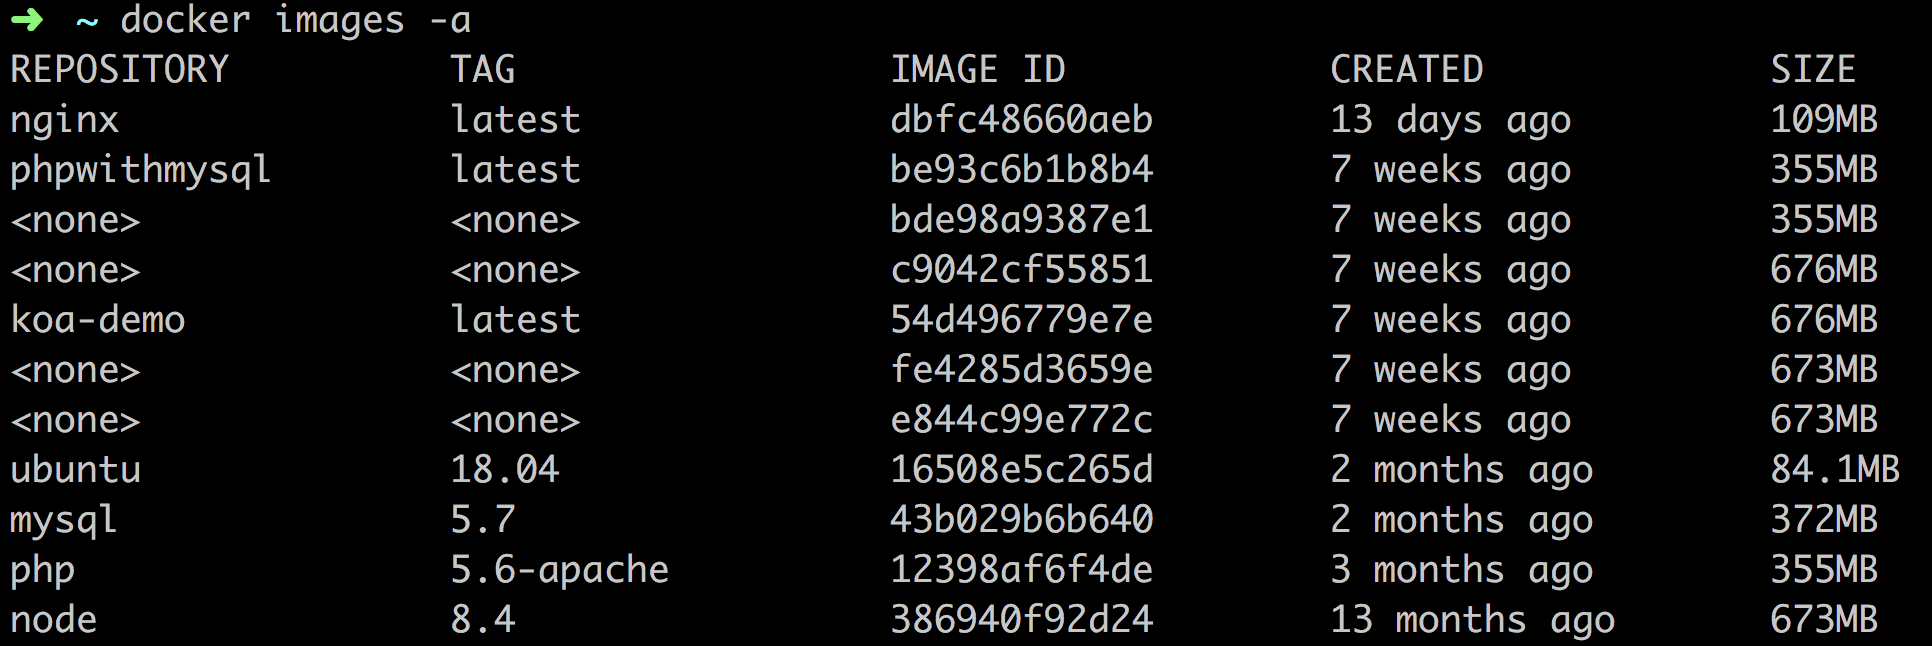 ➜ ~ docker images -a
REPOSITORY TAG IMAGE ID CREATED SIZE
nginx latest dbfc48660aeb 13 days ago 109MB
phpwithmysql latest be93c6b1b8b4 7 weeks ago 355MB
<none> <none> bde98a9387e1 7 weeks ago 355MB
<none> <none> c9042cf55851 7 weeks ago 676MB
koa-demo latest 54d496779e7e 7 weeks ago 676MB
<none> <none> fe4285d3659e 7 weeks ago 673MB
<none> <none> e844c99e772c 7 weeks ago 673MB
ubuntu 18.04 16508e5c265d 2 months ago 84.1MB
mysql 5.7 43b029b6b640 2 months ago 372MB
php 5.6-apache 12398af6f4de 3 months ago 355MB
node 8.4 386940f92d24 13 months ago 673MB